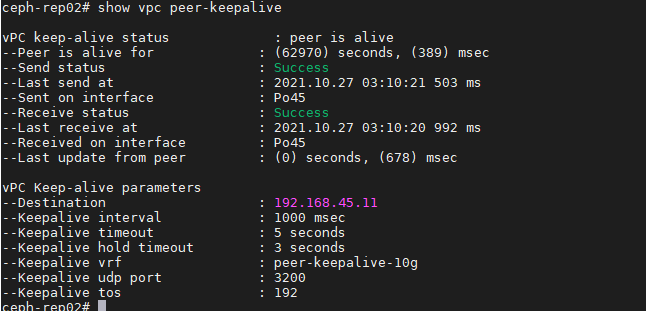 ceph-rep02# show vpc peer-keepalive
vPC keep-alive status : peer is alive
--Peer is alive for : (62970) seconds, (389) msec
--Send status : Success
--Last send at : 2021.10.27 03:10:21 503 ms
--Sent on interface : Po45
--Receive status : Success
--Last receive at : 2021.10.27 03:10:20 992 ms
--Received on interface : Po45
--Last update from peer : (0) seconds, (678) msec
vPC Keep-alive parameters
--Destination : 192.168.45.11
--Keepalive interval : 1000 msec
--Keepalive timeout : 5 seconds
--Keepalive hold timeout : 3 seconds
--Keepalive vrf : peer-keepalive-10g
--Keepalive udp port : 3200
--Keepalive tos : 192
ceph-rep02#